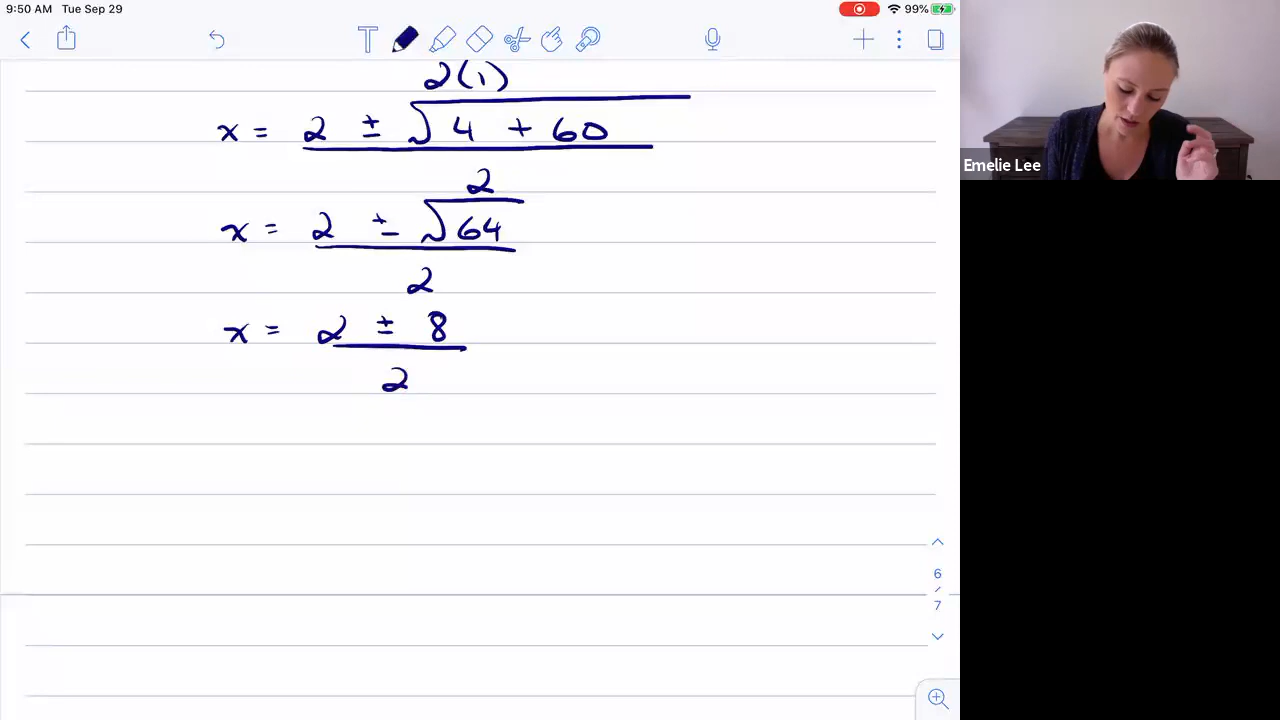 9:50 AM Tue Sep 29
99%
T
2(1)
x = 2 ± √4 + 60
2
x = 2 ± √64
2
x = 2 ± 8
2
Emelie Lee
6
/
7